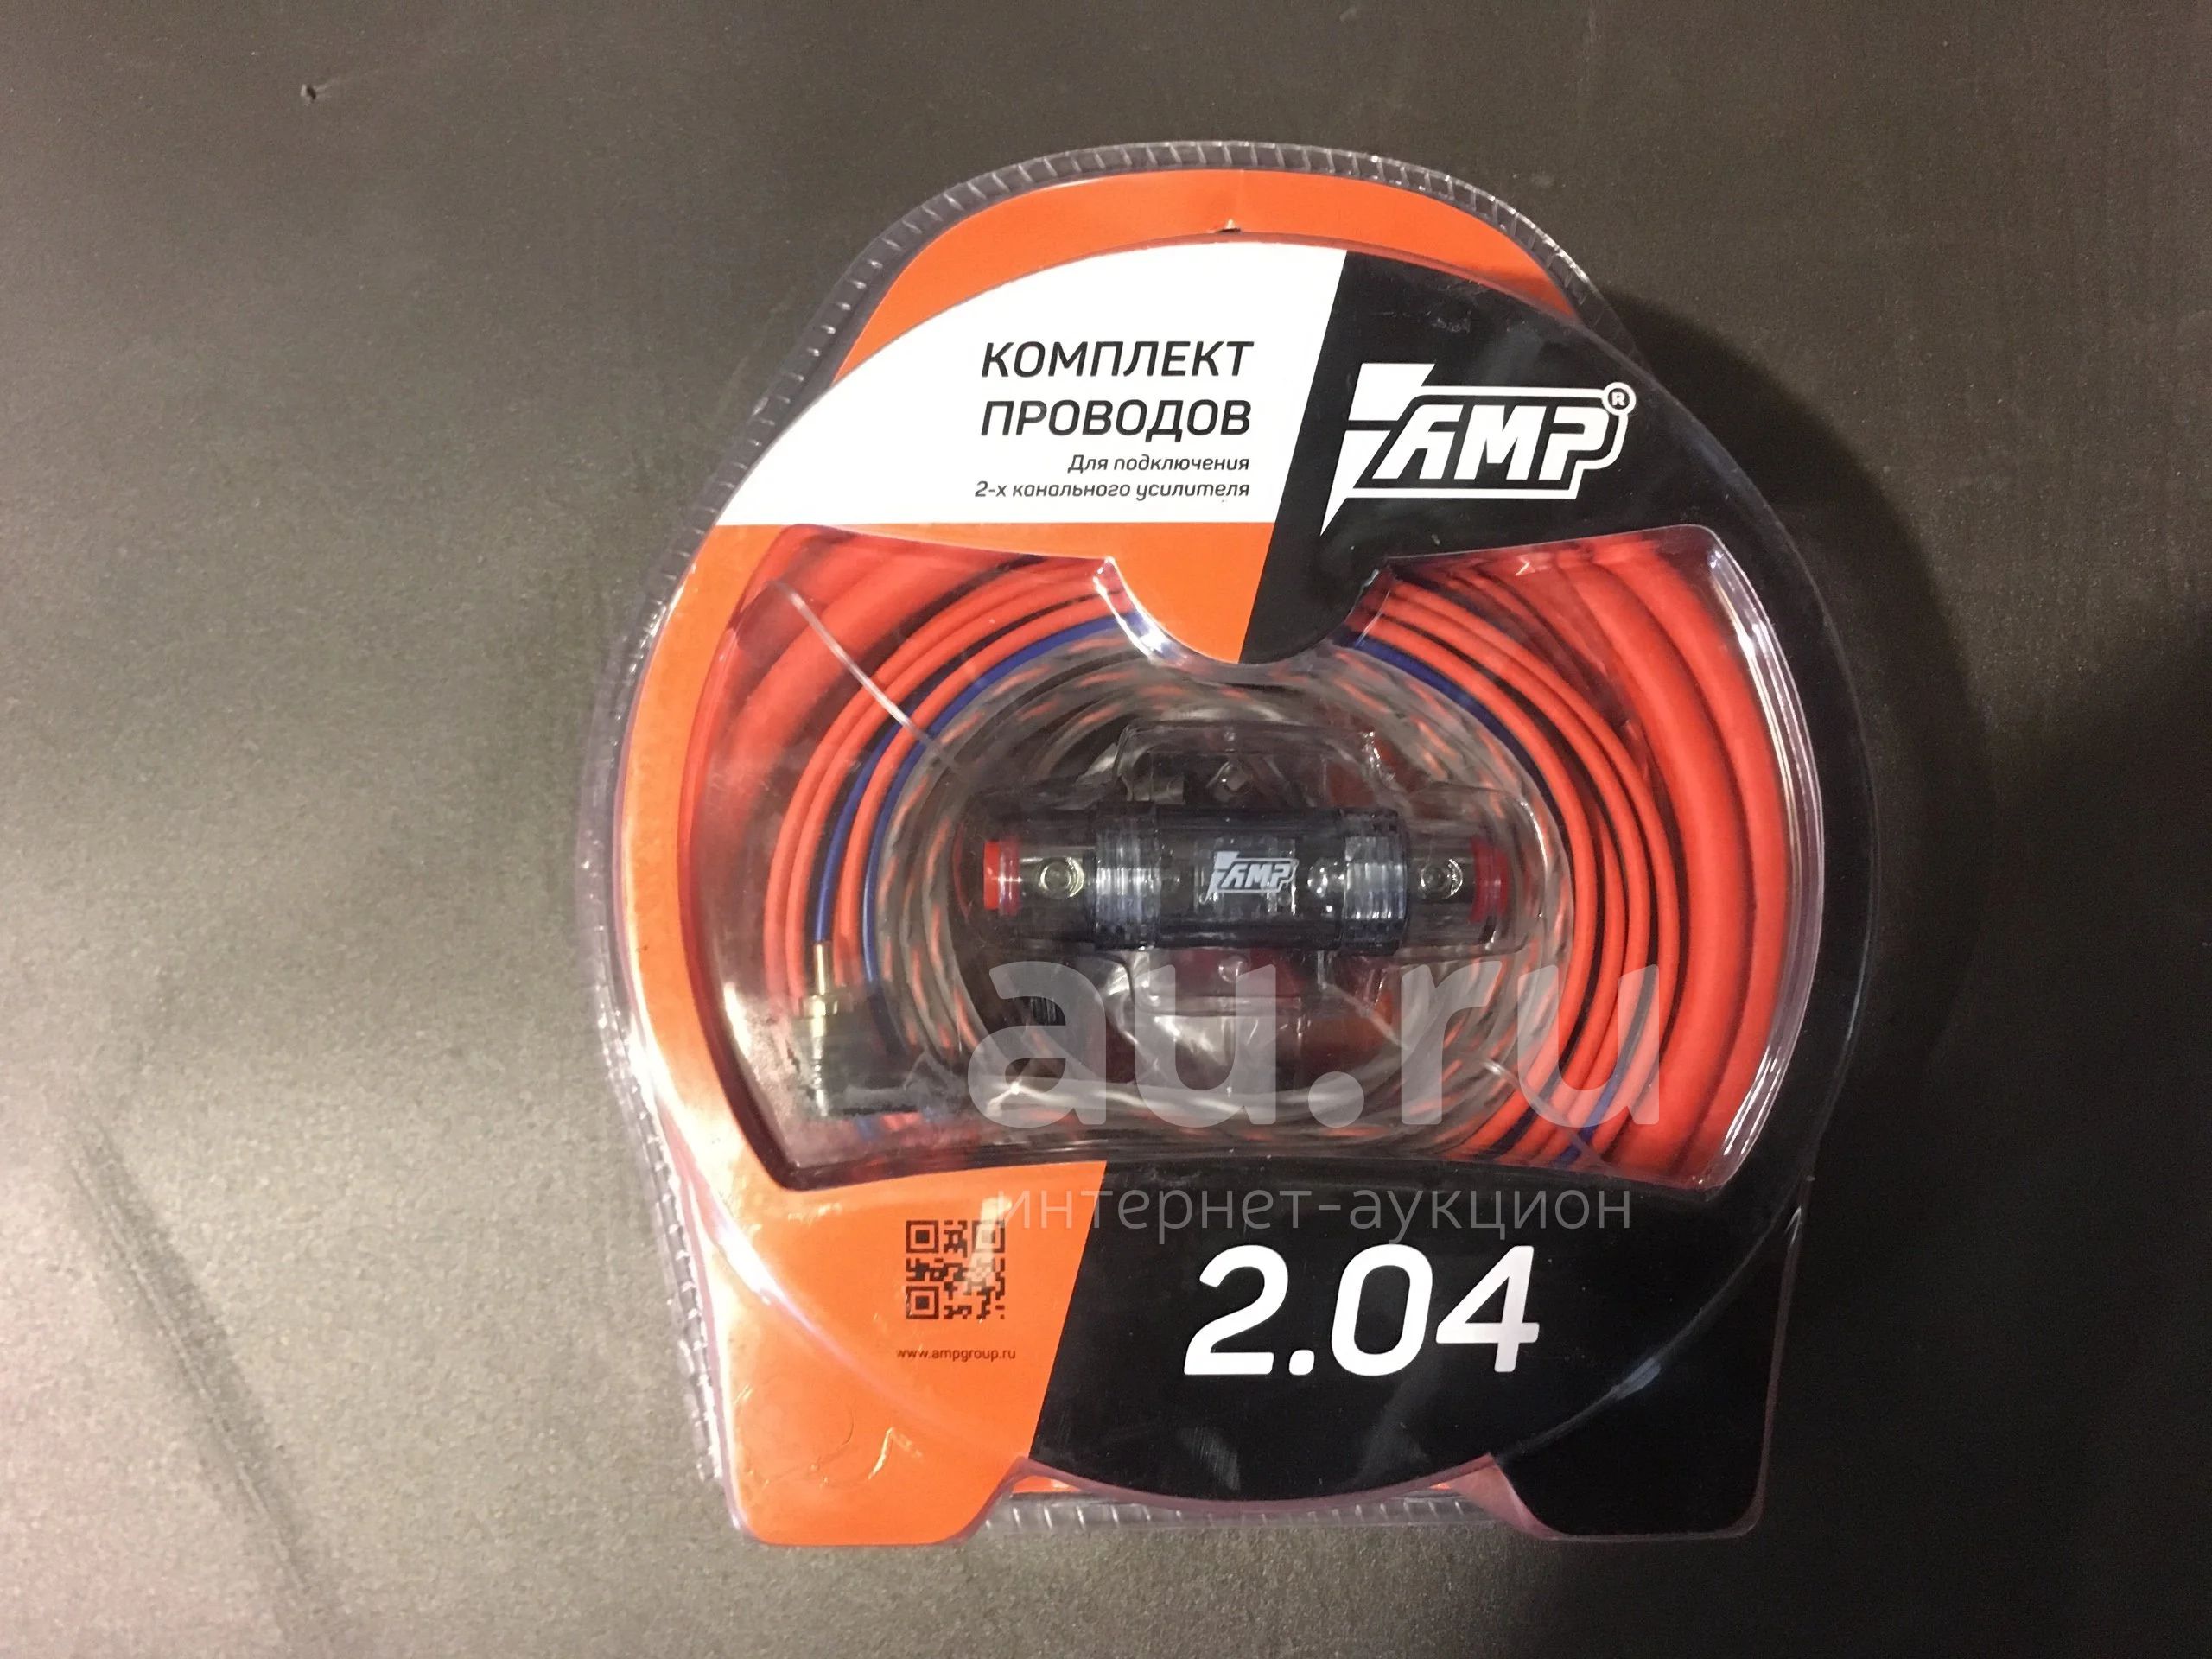 КОМПЛЕКТ
ПРОВОДОВ
Для подключения
2-х канального усилителя
AMP®
AMP
au.ru
интернет-аукцион
www.ampgroup.ru
2.04